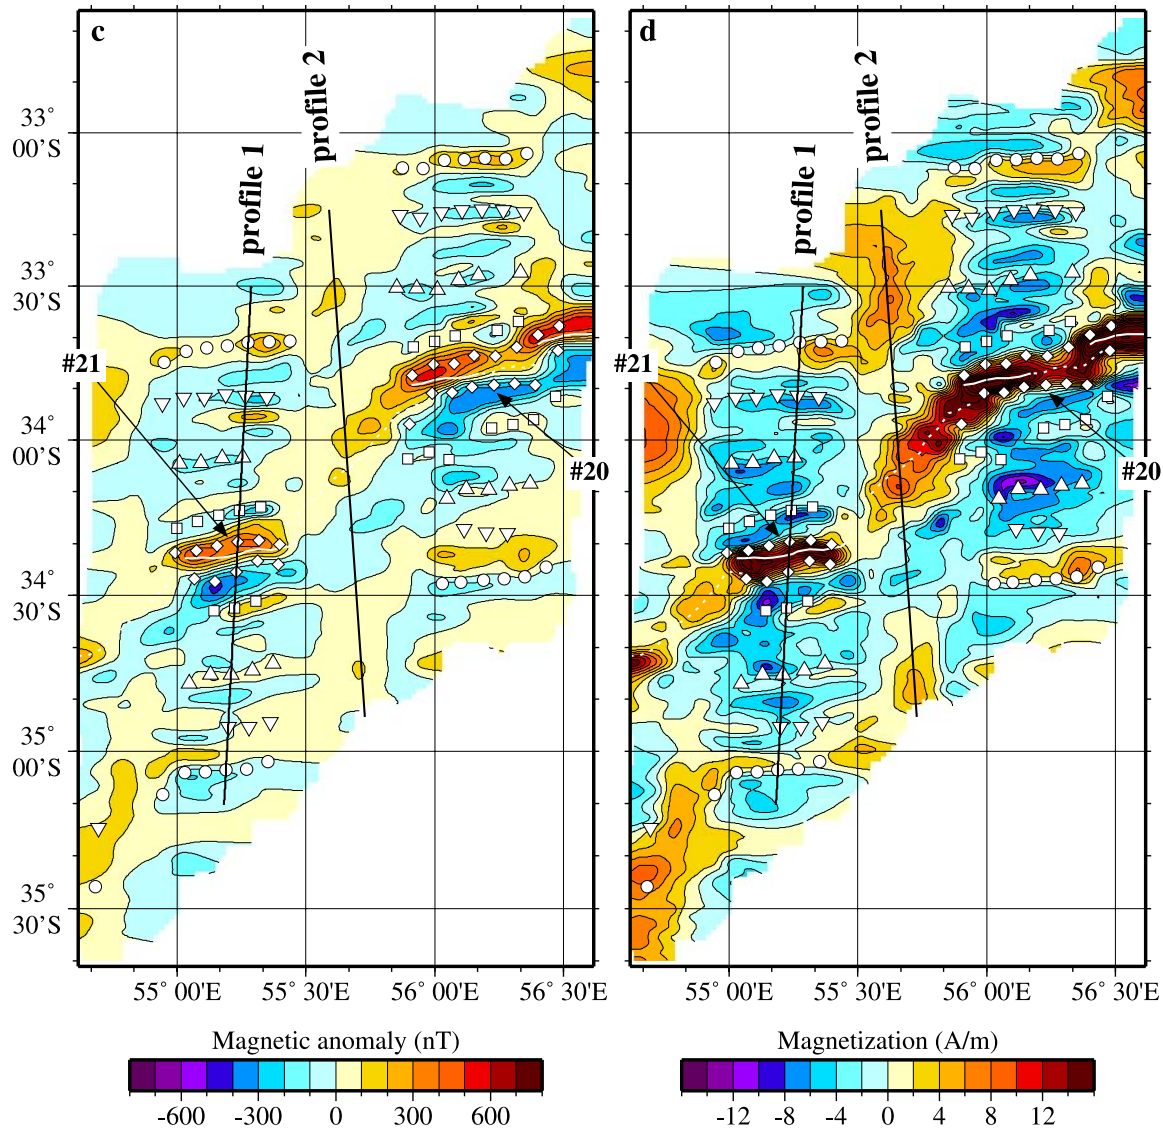 c
d
profile 1
profile 2
profile 1
profile 2
33°
00'S
33°
30'S
34°
00'S
34°
30'S
35°
00'S
35°
30'S
#21
#20
#21
#20
55° 00'E
55° 30'E
56° 00'E
56° 30'E
55° 00'E
55° 30'E
56° 00'E
56° 30'E
Magnetic anomaly (nT)
-600 -300 0 300 600
Magnetization (A/m)
-12 -8 -4 0 4 8 12